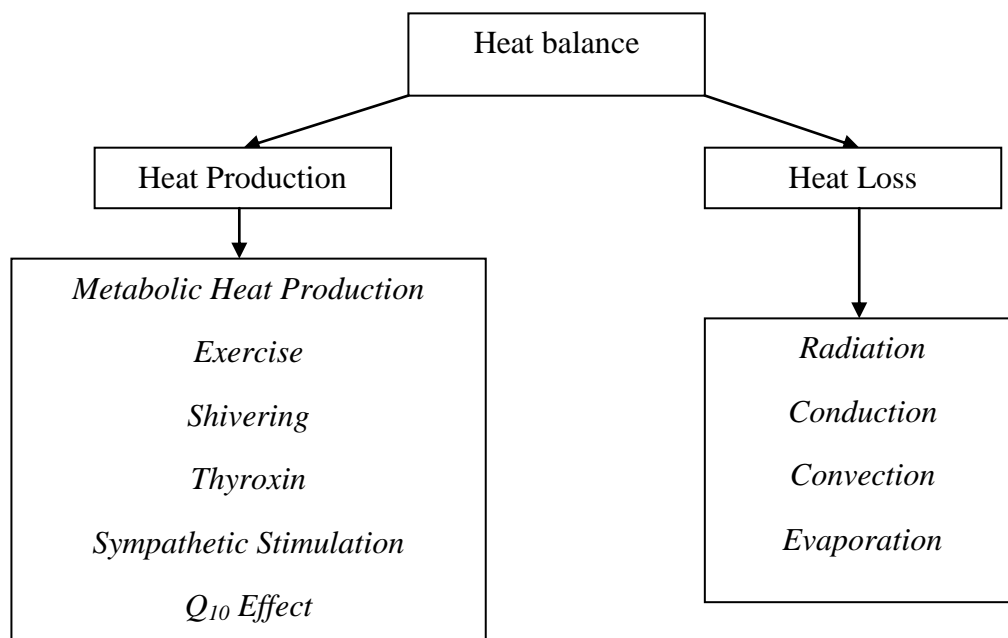 Heat balance
Heat Production
Heat Loss
Metabolic Heat Production
Exercise
Shivering
Thyroxin
Sympathetic Stimulation
Q10 Effect
Radiation
Conduction
Convection
Evaporation